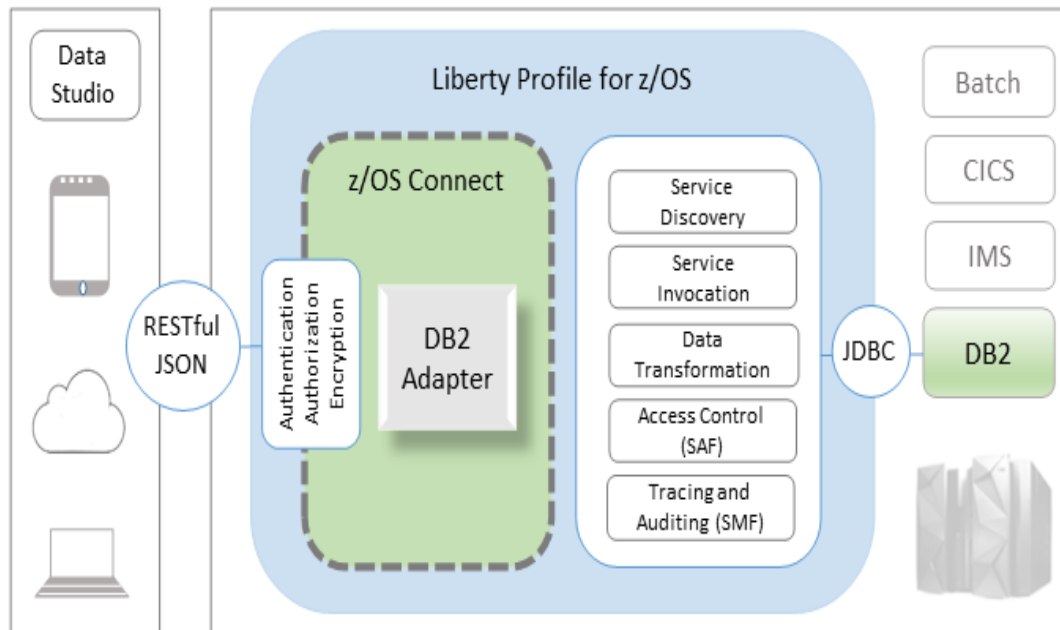 Data
Studio
RESTful
JSON
Liberty Profile for z/OS
z/OS Connect
Authentication
Authorization
Encryption
DB2
Adapter
Service
Discovery
Service
Invocation
Data
Transformation
Access Control
(SAF)
Tracing and
Auditing (SMF)
JDBC
Batch
CICS
IMS
DB2